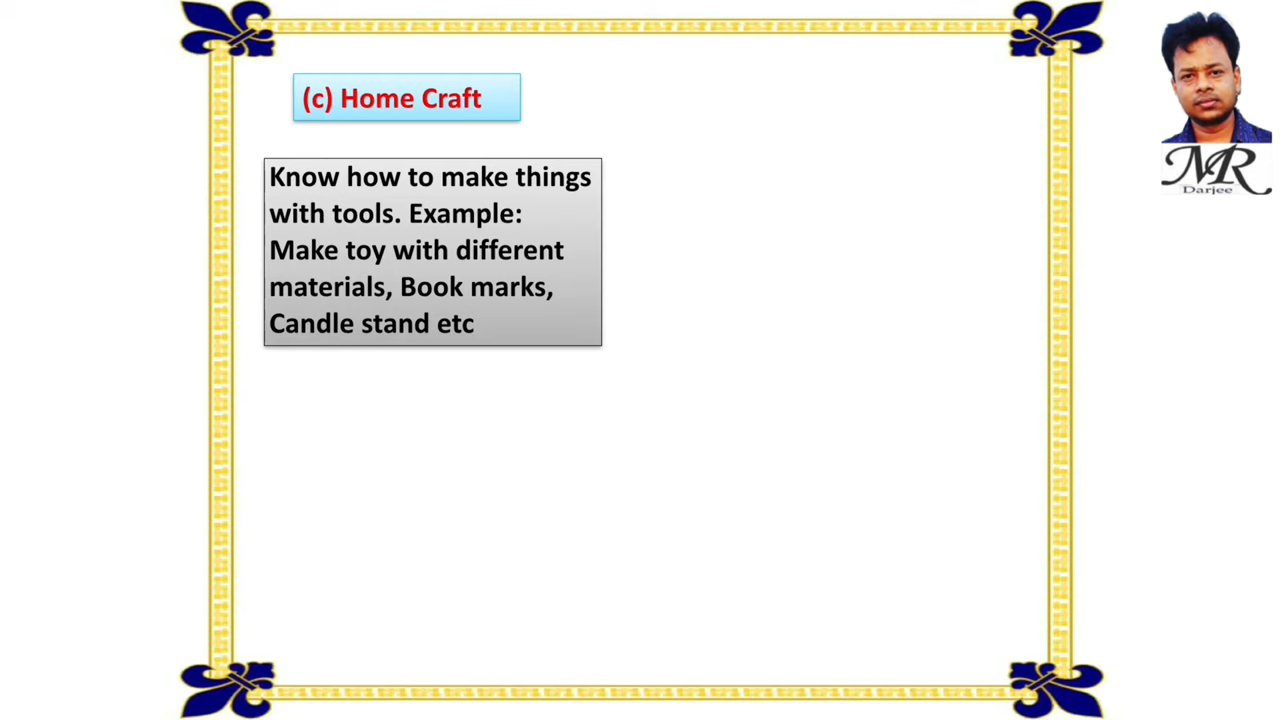 (c) Home Craft
Know how to make things
with tools. Example:
Make toy with different
materials, Book marks,
Candle stand etc
MR
Darjee